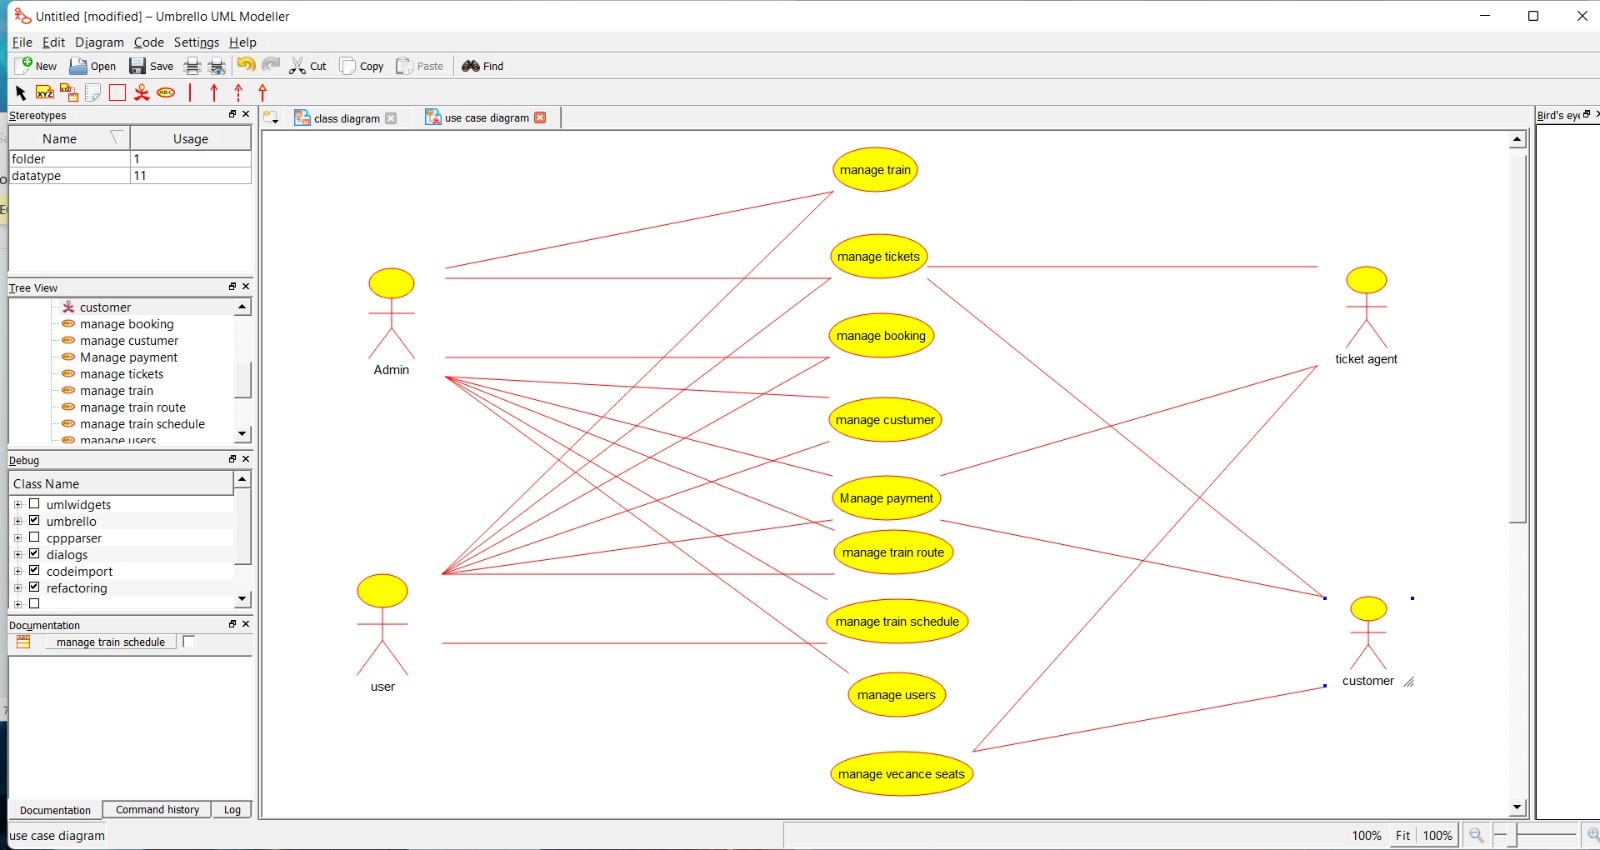 Untitled [modified] – Umbrello UML Modeller
File Edit Diagram Code Settings Help
New Open Save Cut Copy Paste Find
XYZ ABC
Stereotypes
Name Usage
folder 1
datatype 11
Tree View
customer
manage booking
manage custumer
Manage payment
manage tickets
manage train
manage train route
manage train schedule
manage users
Debug
Class Name
umlwidgets
umbrello
cppparser
dialogs
codeimport
refactoring
Documentation
manage train schedule
Documentation Command history Log
class diagram use case diagram
manage train
manage tickets
manage booking
manage custumer
Manage payment
manage train route
manage train schedule
manage users
manage vecance seats
Admin
user
ticket agent
customer
Bird's eye
use case diagram
100% Fit 100%